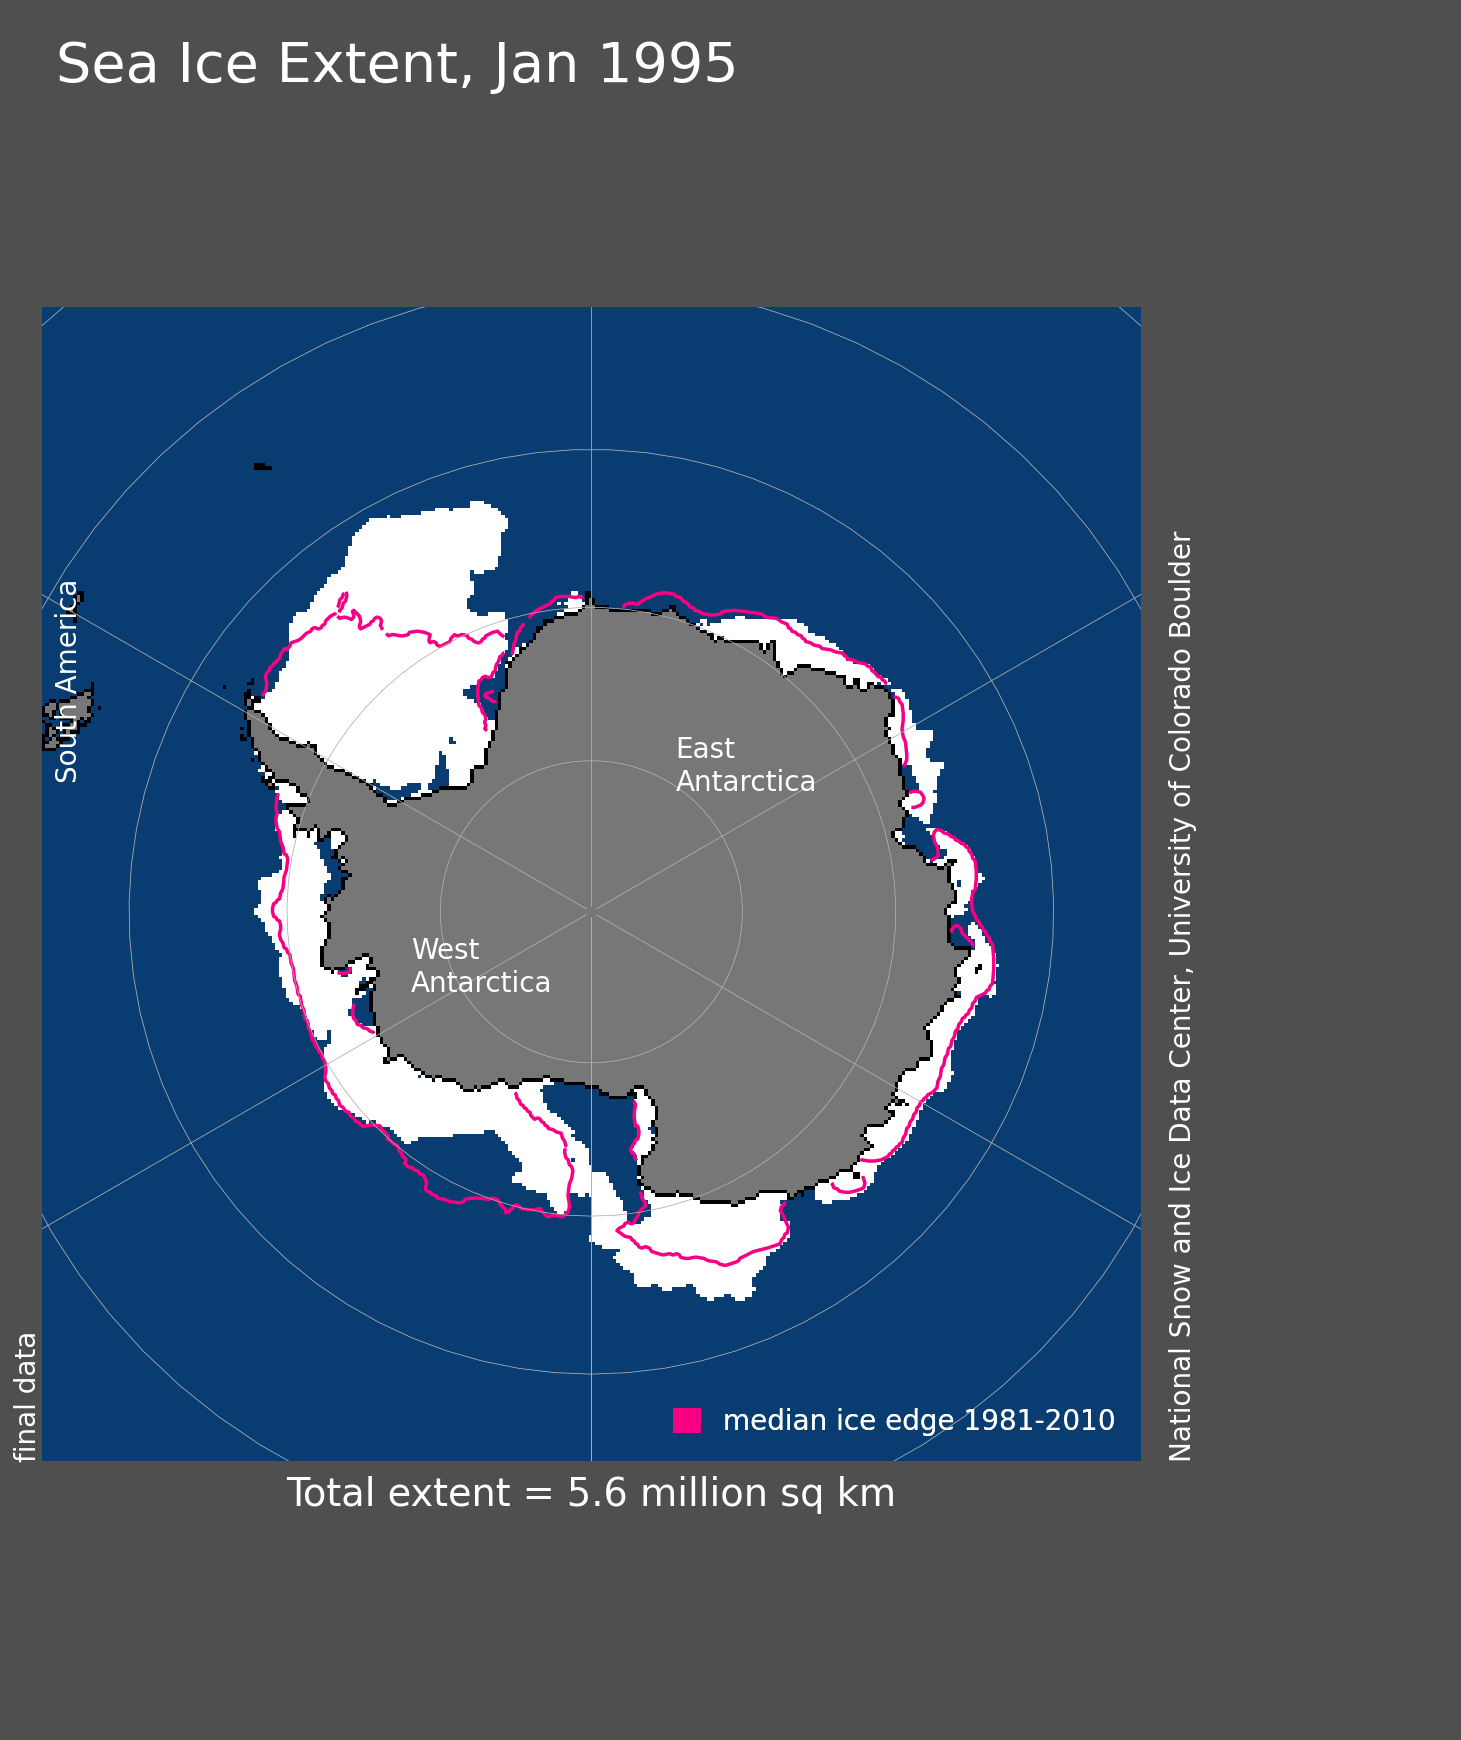 Sea Ice Extent, Jan 1995
South America
East
Antarctica
West
Antarctica
National Snow and Ice Data Center, University of Colorado Boulder
final data
median ice edge 1981-2010
Total extent = 5.6 million sq km